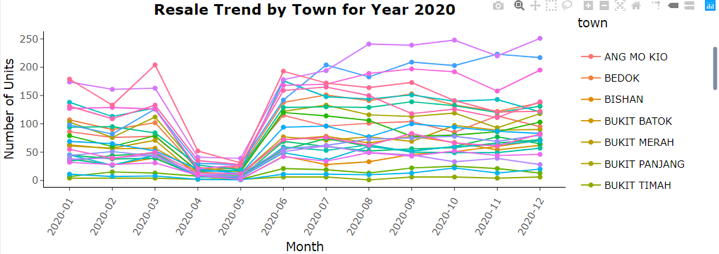 Resale Trend by Town for Year 2020
town
250
200
150
100
50
0
Number of Units
ANG MO KIO
BEDOK
BISHAN
BUKIT BATOK
BUKIT MERAH
BUKIT PANJANG
BUKIT TIMAH
2020-01
2020-02
2020-03
2020-04
2020-05
2020-06
2020-07
2020-08
2020-09
2020-10
2020-11
2020-12
Month